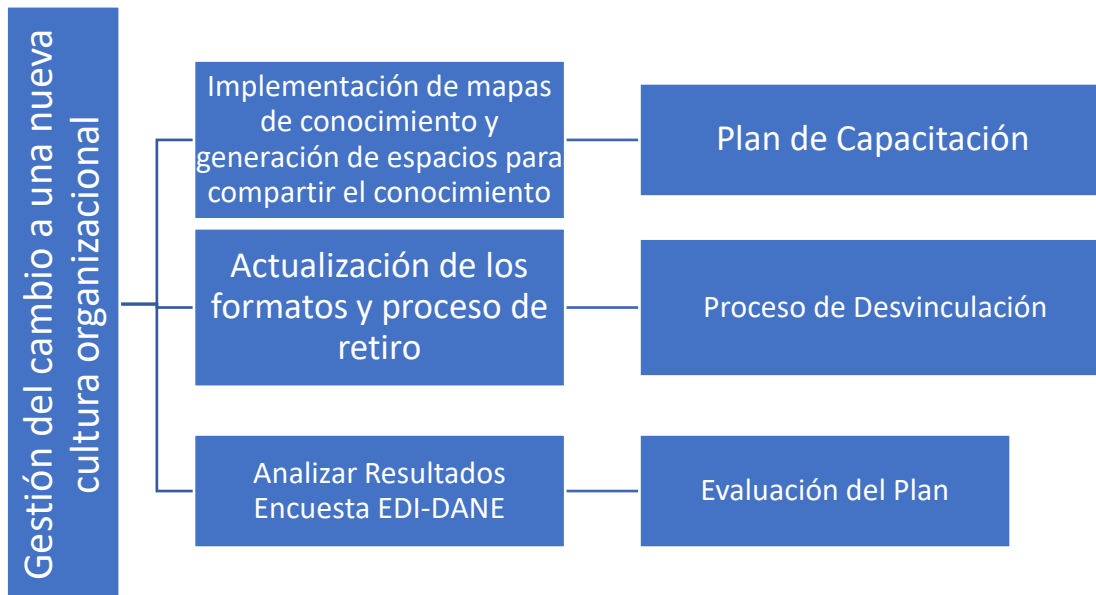 Gestión del cambio a una nueva
cultura organizacional
Implementación de mapas
de conocimiento y
generación de espacios para
compartir el conocimiento
Plan de Capacitación
Actualización de los
formatos y proceso de
retiro
Proceso de Desvinculación
Analizar Resultados
Encuesta EDI-DANE
Evaluación del Plan